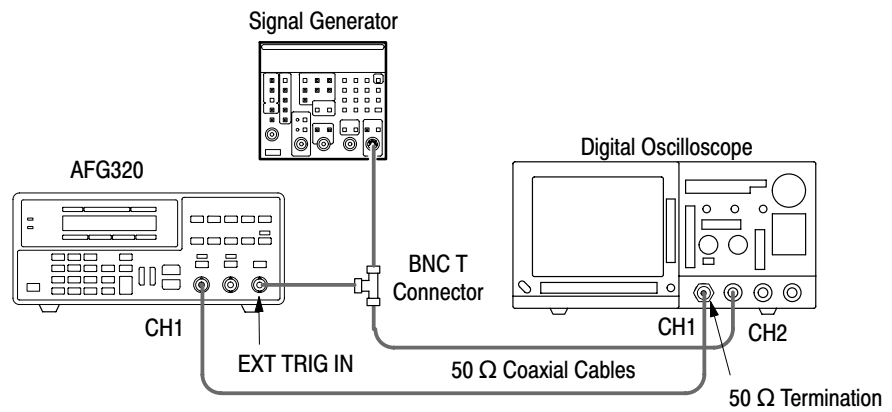 Signal Generator
Digital Oscilloscope
AFG320
BNC T
Connector
CH1
EXT TRIG IN
CH1
CH2
50 Ω Coaxial Cables
50 Ω Termination